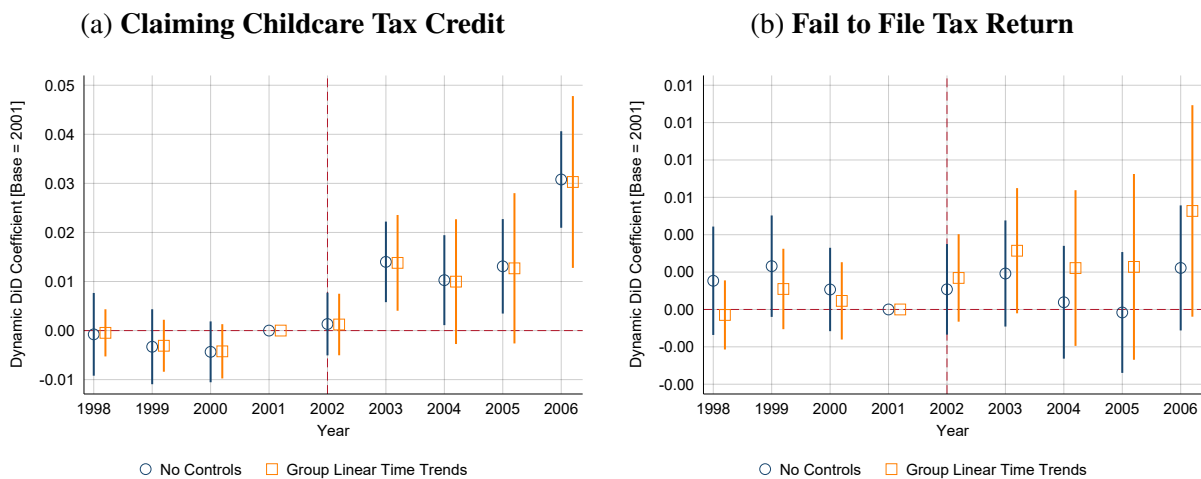 (a) Claiming Childcare Tax Credit
Dynamic DiD Coefficient [Base = 2001]
0.05
0.04
0.03
0.02
0.01
0.00
-0.01
1998 1999 2000 2001 2002 2003 2004 2005 2006
Year
No Controls Group Linear Time Trends
(b) Fail to File Tax Return
Dynamic DiD Coefficient [Base = 2001]
0.01
0.01
0.01
0.01
0.00
0.00
0.00
-0.00
-0.00
1998 1999 2000 2001 2002 2003 2004 2005 2006
Year
No Controls Group Linear Time Trends